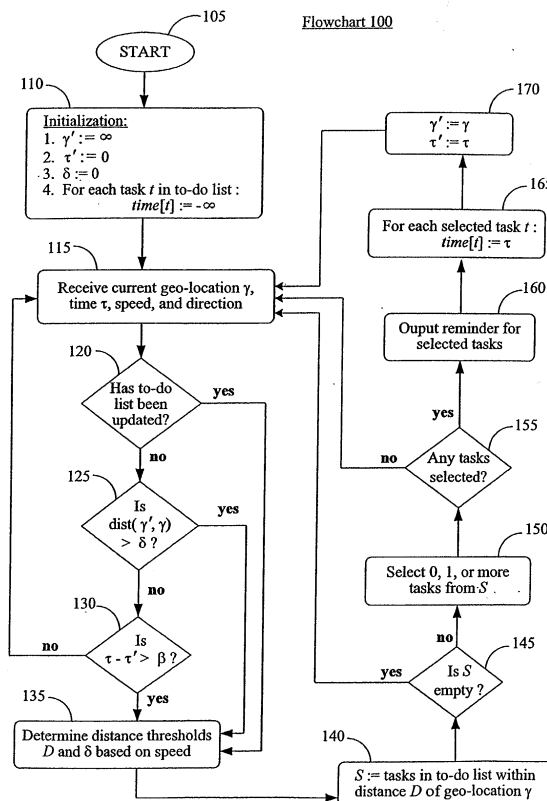 Flowchart 100
105
START
110
Initialization:
1. γ′ := ∞
2. τ′ := 0
3. δ := 0
4. For each task t in to-do list :
time[t] := -∞
115
Receive current geo-location γ,
time τ, speed, and direction
120
Has to-do
list been
updated?
yes
no
125
Is
dist(γ′, γ)
> δ ?
yes
no
130
Is
τ - τ′ > β ?
no
yes
135
Determine distance thresholds
D and δ based on speed
140
S := tasks in to-do list within
distance D of geo-location γ
145
Is S
empty ?
yes
no
150
Select 0, 1, or more
tasks from S
155
Any tasks
selected?
no
yes
160
Ouput reminder for
selected tasks
165
For each selected task t :
time[t] := τ
170
γ′ := γ
τ′ := τ